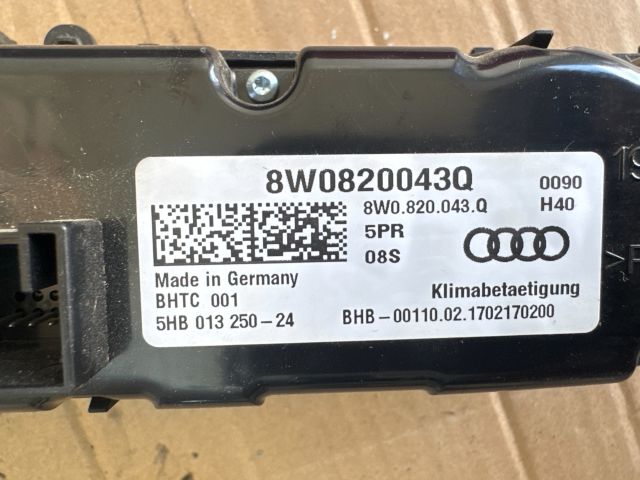 8W0820043Q
0090
8W0.820.043.Q
H40
5PR
08S
Made in Germany
BHTC 001
Klimabetaetigung
5HB 013 250-24
BHB-00110.02.1702170200
19
>P